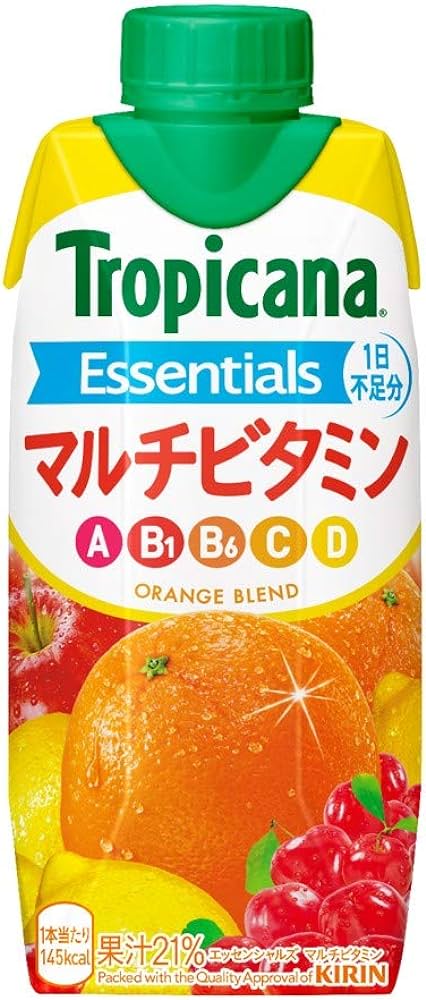 Tropicana®
Essentials
1日
不足分
マルチビタミン
A B1 B6 C D
ORANGE BLEND
1本当たり
145kcal
果汁21% エッセンシャルズ マルチビタミン
Packed with the Quality Approval of KIRIN